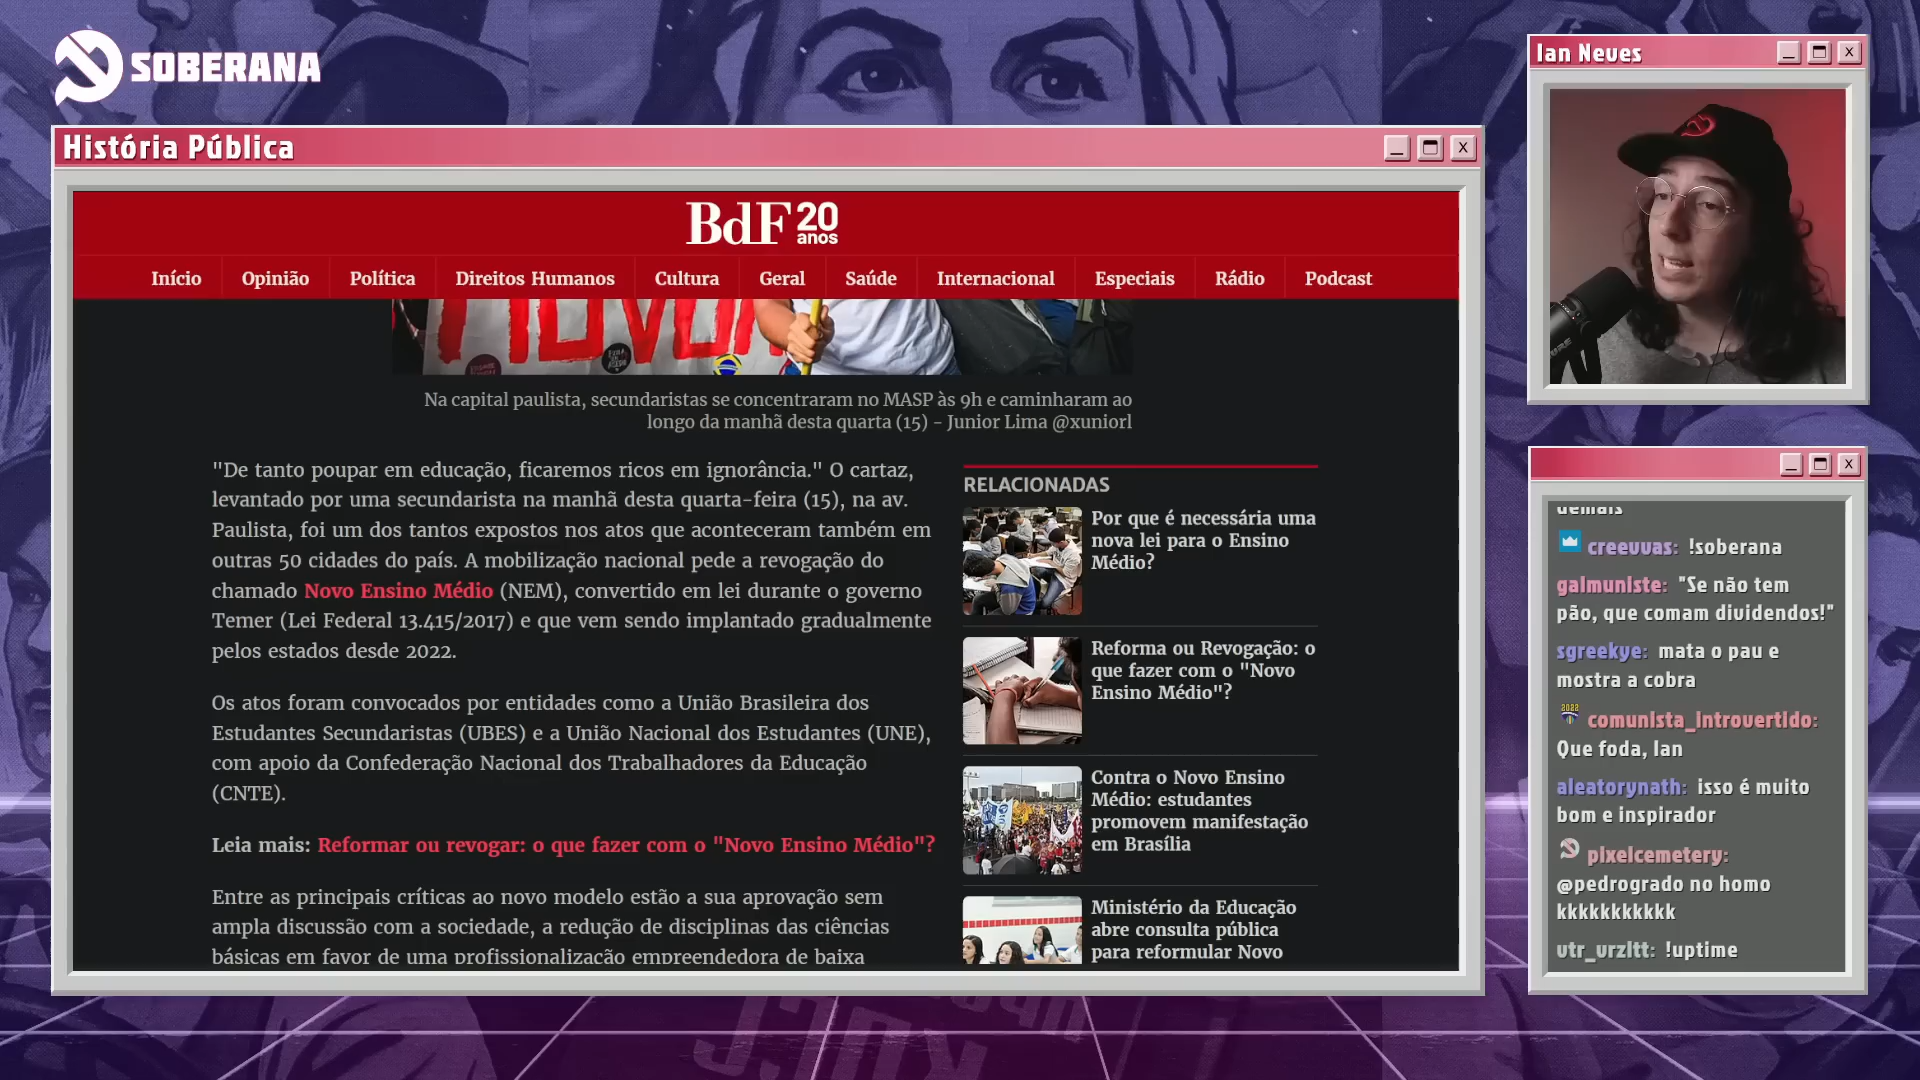 SOBERANA
História Pública
BdF 20 anos
Início Opinião Política Direitos Humanos Cultura Geral Saúde Internacional Especiais Rádio Podcast
Na capital paulista, secundaristas se concentraram no MASP às 9h e caminharam ao
longo da manhã desta quarta (15) - Junior Lima @xuniorl
"De tanto poupar em educação, ficaremos ricos em ignorância." O cartaz,
levantado por uma secundarista na manhã desta quarta-feira (15), na av.
Paulista, foi um dos tantos expostos nos atos que aconteceram também em
outras 50 cidades do país. A mobilização nacional pede a revogação do
chamado Novo Ensino Médio (NEM), convertido em lei durante o governo
Temer (Lei Federal 13.415/2017) e que vem sendo implantado gradualmente
pelos estados desde 2022.
Os atos foram convocados por entidades como a União Brasileira dos
Estudantes Secundaristas (UBES) e a União Nacional dos Estudantes (UNE),
com apoio da Confederação Nacional dos Trabalhadores da Educação
(CNTE).
Leia mais: Reformar ou revogar: o que fazer com o "Novo Ensino Médio"?
Entre as principais críticas ao novo modelo estão a sua aprovação sem
ampla discussão com a sociedade, a redução de disciplinas das ciências
básicas em favor de uma profissionalização empreendedora de baixa
RELACIONADAS
Por que é necessária uma
nova lei para o Ensino
Médio?
Reforma ou Revogação: o
que fazer com o "Novo
Ensino Médio"?
Contra o Novo Ensino
Médio: estudantes
promovem manifestação
em Brasília
Ministério da Educação
abre consulta pública
para reformular Novo
Ian Neves
demais
creevvas: !soberana
gaimuniste: "Se não tem
pão, que comam dividendos!"
sgreekye: mata o pau e
mostra a cobra
comunista_introvertido:
Que foda, Ian
aleatorynath: isso é muito
bom e inspirador
pixelcemetery:
@pedrogrado no homo
kkkkkkkkkkk
vtr_vrzltt: !uptime